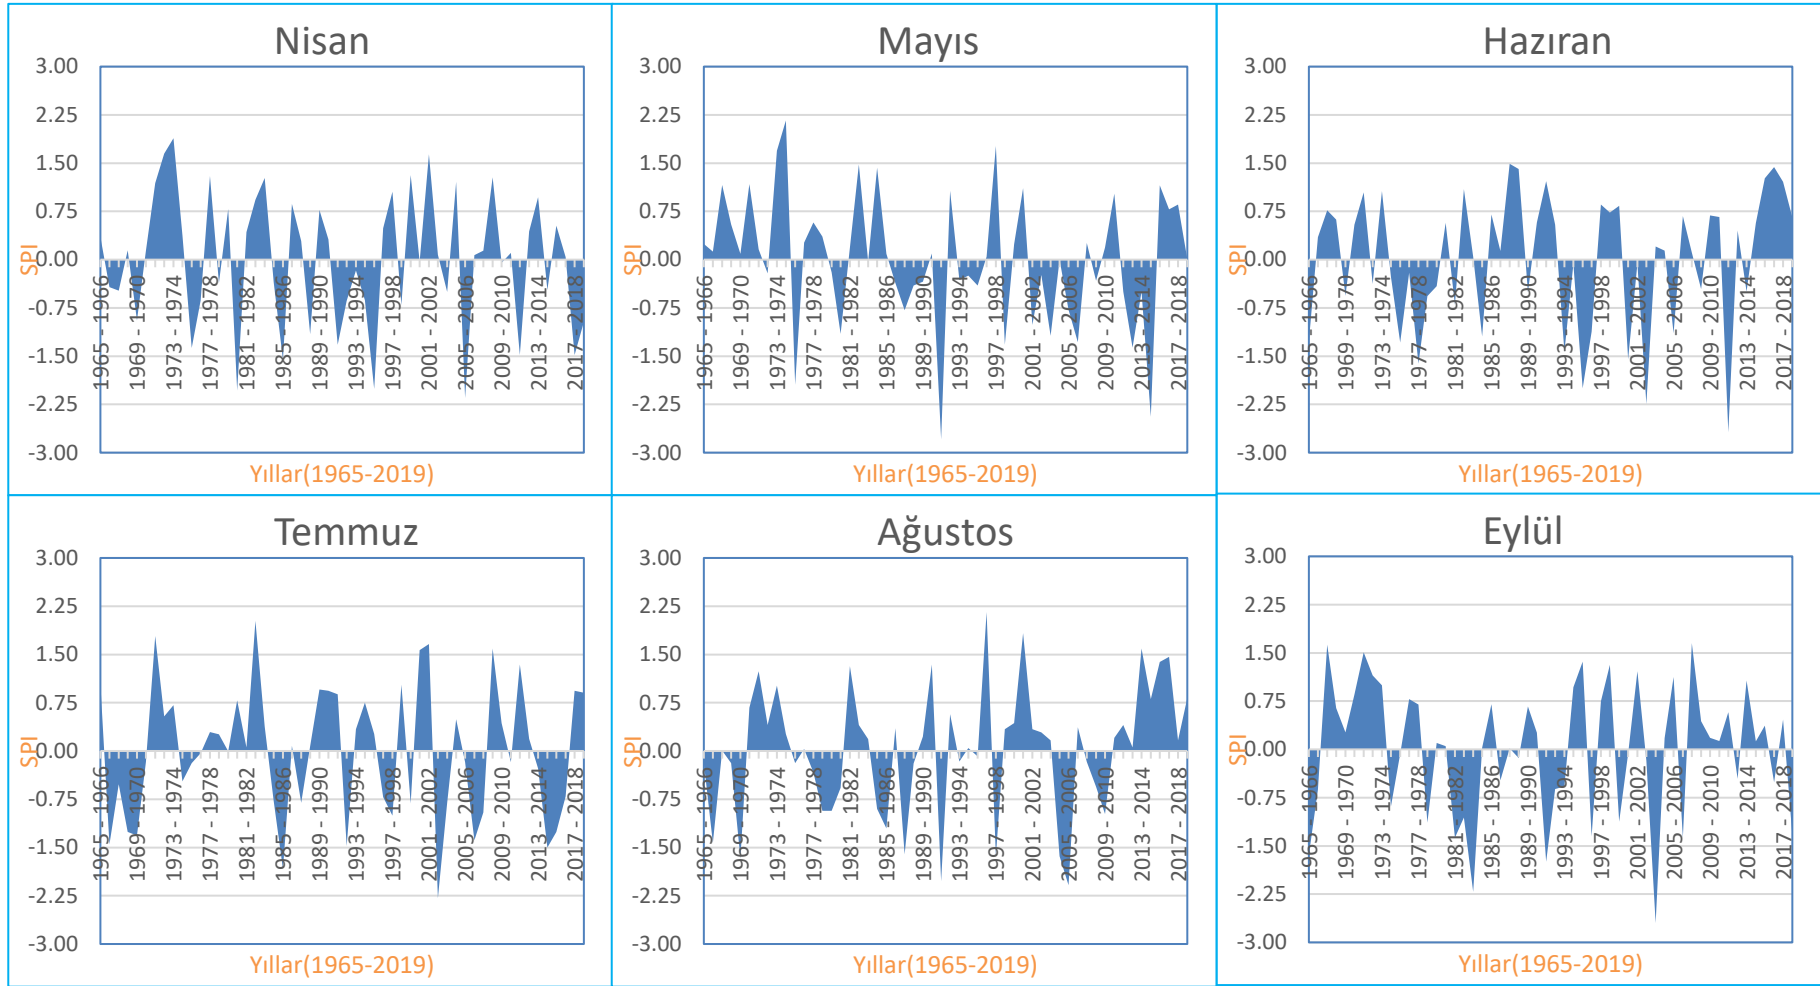 Nisan
3.00
2.25
1.50
0.75
0.00
-0.75
-1.50
-2.25
-3.00
SPI
1965 - 1966
1969 - 1970
1973 - 1974
1977 - 1978
1981 - 1982
1985 - 1986
1989 - 1990
1993 - 1994
1997 - 1998
2001 - 2002
2005 - 2006
2009 - 2010
2013 - 2014
2017 - 2018
Yıllar(1965-2019)
Mayıs
3.00
2.25
1.50
0.75
0.00
-0.75
-1.50
-2.25
-3.00
SPI
1965 - 1966
1969 - 1970
1973 - 1974
1977 - 1978
1981 - 1982
1985 - 1986
1989 - 1990
1993 - 1994
1997 - 1998
2001 - 2002
2005 - 2006
2009 - 2010
2013 - 2014
2017 - 2018
Yıllar(1965-2019)
Haziran
3.00
2.25
1.50
0.75
0.00
-0.75
-1.50
-2.25
-3.00
SPI
1965 - 1966
1969 - 1970
1973 - 1974
1977 - 1978
1981 - 1982
1985 - 1986
1989 - 1990
1993 - 1994
1997 - 1998
2001 - 2002
2005 - 2006
2009 - 2010
2013 - 2014
2017 - 2018
Yıllar(1965-2019)
Temmuz
3.00
2.25
1.50
0.75
0.00
-0.75
-1.50
-2.25
-3.00
SPI
1965 - 1966
1969 - 1970
1973 - 1974
1977 - 1978
1981 - 1982
1985 - 1986
1989 - 1990
1993 - 1994
1997 - 1998
2001 - 2002
2005 - 2006
2009 - 2010
2013 - 2014
2017 - 2018
Yıllar(1965-2019)
Ağustos
3.00
2.25
1.50
0.75
0.00
-0.75
-1.50
-2.25
-3.00
SPI
1965 - 1966
1969 - 1970
1973 - 1974
1977 - 1978
1981 - 1982
1985 - 1986
1989 - 1990
1993 - 1994
1997 - 1998
2001 - 2002
2005 - 2006
2009 - 2010
2013 - 2014
2017 - 2018
Yıllar(1965-2019)
Eylül
3.00
2.25
1.50
0.75
0.00
-0.75
-1.50
-2.25
-3.00
SPI
1965 - 1966
1969 - 1970
1973 - 1974
1977 - 1978
1981 - 1982
1985 - 1986
1989 - 1990
1993 - 1994
1997 - 1998
2001 - 2002
2005 - 2006
2009 - 2010
2013 - 2014
2017 - 2018
Yıllar(1965-2019)